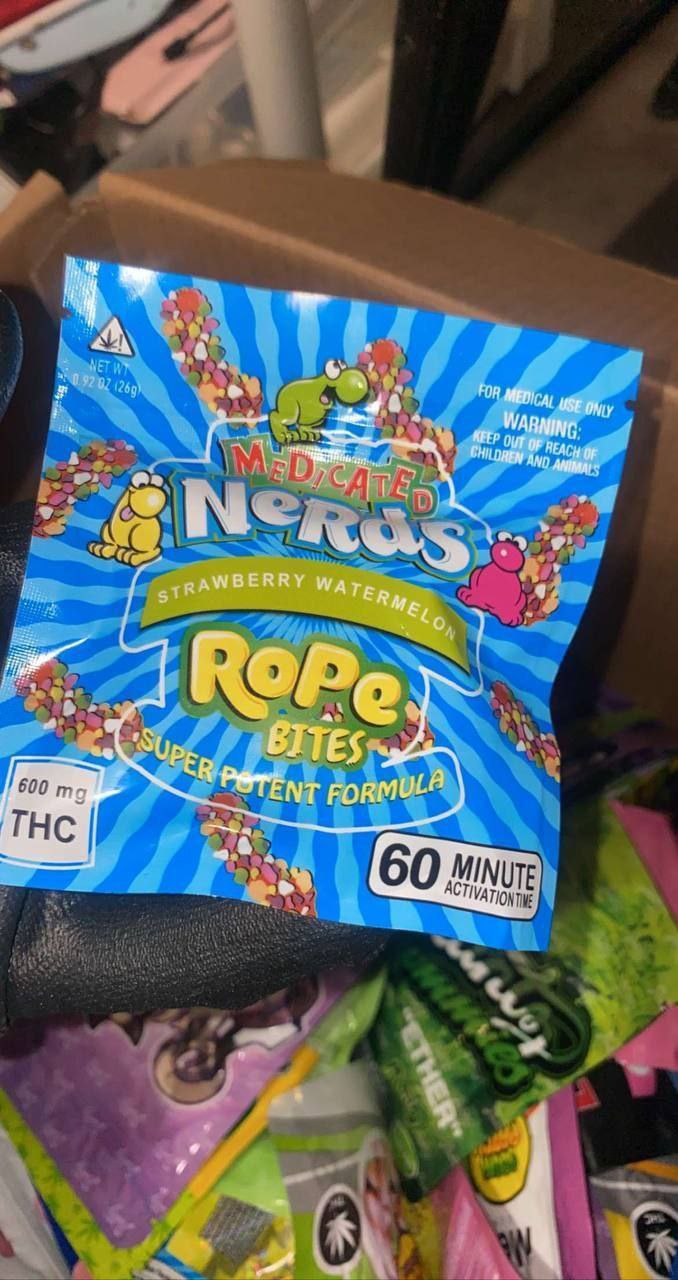 NET WT
0.92 OZ (26g)
FOR MEDICAL USE ONLY
WARNING:
KEEP OUT OF REACH OF
CHILDREN AND ANIMALS
MEDICATED
NeRdS
STRAWBERRY WATERMELON
RoPe
BITES
SUPER POTENT FORMULA
600 mg
THC
60 MINUTE
ACTIVATION TIME
"ETHER"